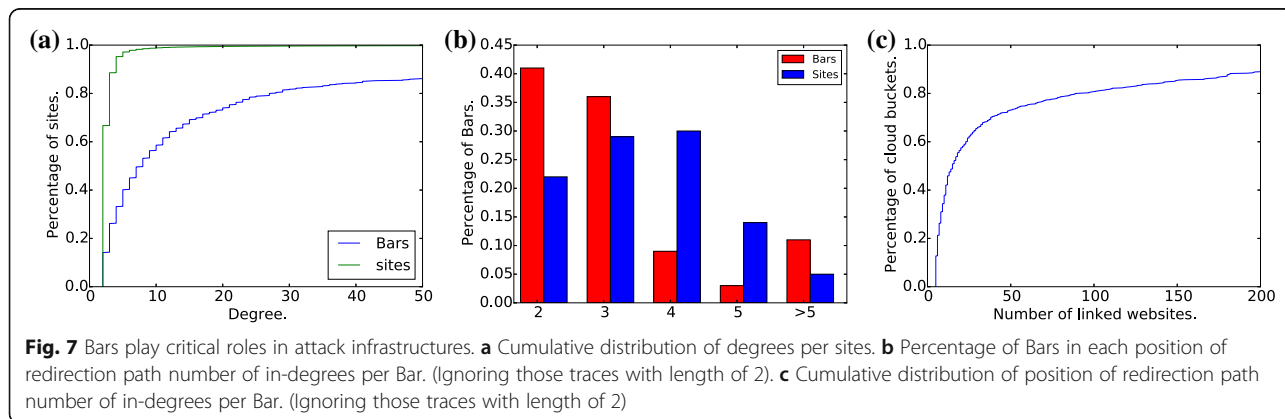 (a)
Percentage of sites.
1.0
0.8
0.6
0.4
0.2
0.0
0 10 20 30 40 50
Degree.
Bars
sites
(b)
Percentage of Bars.
0.45
0.40
0.35
0.30
0.25
0.20
0.15
0.10
0.05
0.00
2 3 4 5 >5
Bars
Sites
(c)
Percentage of cloud buckets.
1.0
0.8
0.6
0.4
0.2
0.0
0 50 100 150 200
Number of linked websites.
Fig. 7 Bars play critical roles in attack infrastructures. a Cumulative distribution of degrees per sites. b Percentage of Bars in each position of
redirection path number of in-degrees per Bar. (Ignoring those traces with length of 2). c Cumulative distribution of position of redirection path
number of in-degrees per Bar. (Ignoring those traces with length of 2)